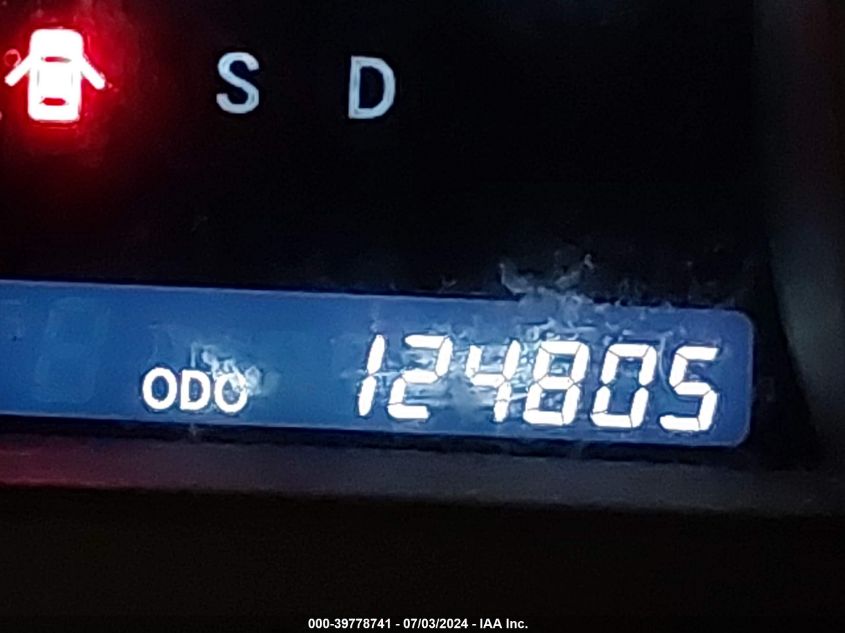 S D
ODO 124805
000-39778741 - 07/03/2024 - IAA Inc.